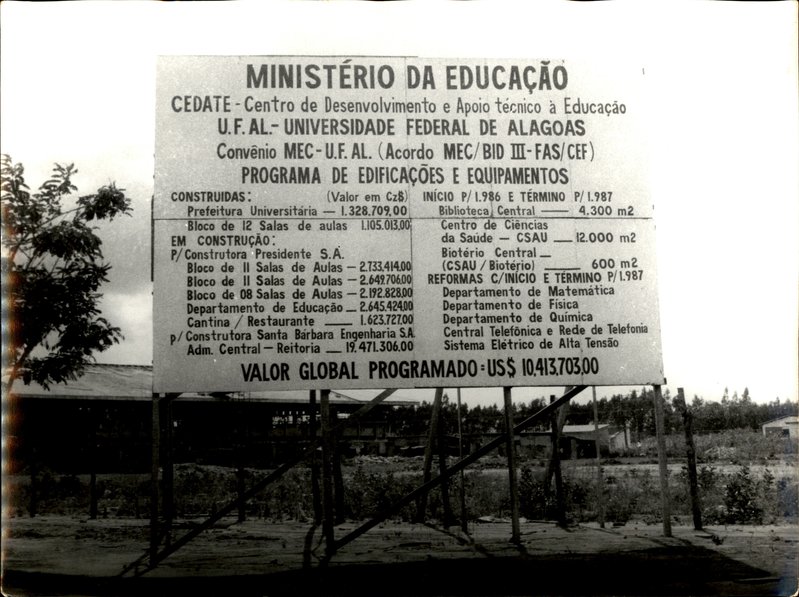 MINISTÉRIO DA EDUCAÇÃO
CEDATE - Centro de Desenvolvimento e Apoio técnico à Educação
U.F.AL.- UNIVERSIDADE FEDERAL DE ALAGOAS
Convênio MEC-U.F.AL. (Acordo MEC/BID III-FAS/CEF)
PROGRAMA DE EDIFICAÇÕES E EQUIPAMENTOS
CONSTRUIDAS: (Valor em Cz$)
Prefeitura Universitária — 1.328.709,00
Bloco de 12 Salas de aulas 1.105.013,00
EM CONSTRUÇÃO:
P/Construtora Presidente S.A.
Bloco de 11 Salas de Aulas — 2.733.414,00
Bloco de 11 Salas de Aulas — 2.649.706,00
Bloco de 08 Salas de Aulas — 2.192.828,00
Departamento de Educação — 2.645.424,00
Cantina / Restaurante — 1.623.727,00
p/Construtora Santa Bárbara Engenharia S.A.
Adm. Central — Reitoria — 19.471.306,00
INÍCIO P/1.986 E TÉRMINO P/1.987
Biblioteca Central — 4.300 m2
Centro de Ciências
da Saúde — CSAU — 12.000 m2
Biotério Central —
(CSAU / Biotério) — 600 m2
REFORMAS C/INÍCIO E TÉRMINO P/1.987
Departamento de Matemática
Departamento de Física
Departamento de Química
Central Telefônica e Rede de Telefonia
Sistema Elétrico de Alta Tensão
VALOR GLOBAL PROGRAMADO: US$ 10.413.703,00